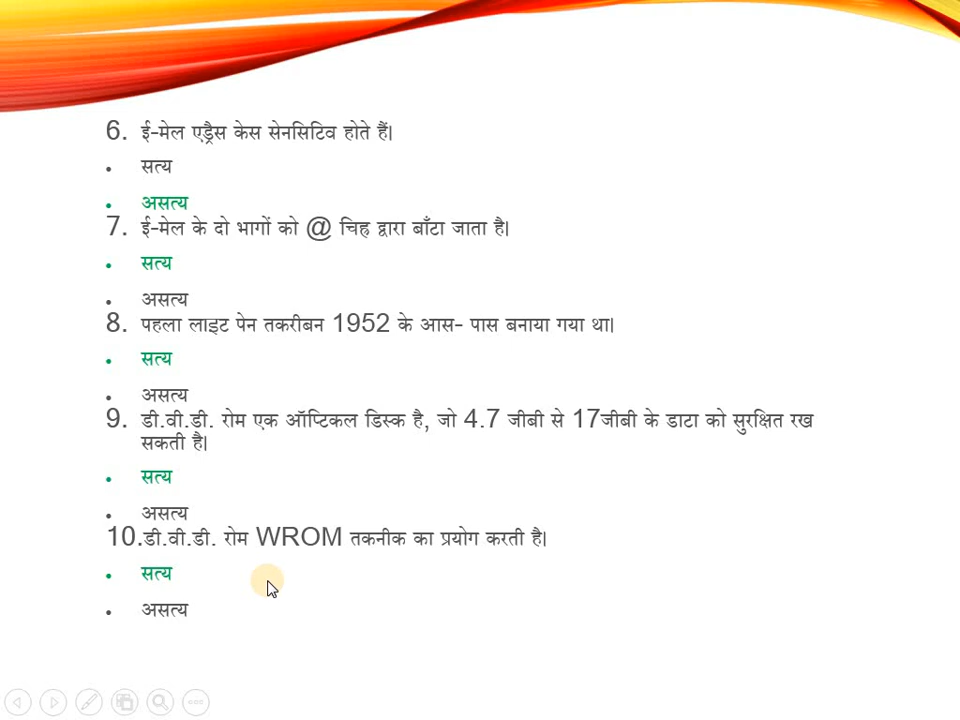 6. ई-मेल एड्रैस केस सेनसिटिव होते हैं।
• सत्य
• असत्य
7. ई-मेल के दो भागों को @ चिह्न द्वारा बाँटा जाता है।
• सत्य
• असत्य
8. पहला लाइट पेन तकरीबन 1952 के आस- पास बनाया गया था।
• सत्य
• असत्य
9. डी.वी.डी. रोम एक ऑप्टिकल डिस्क है, जो 4.7 जीबी से 17जीबी के डाटा को सुरक्षित रख
सकती है।
• सत्य
• असत्य
10.डी.वी.डी. रोम WROM तकनीक का प्रयोग करती है।
• सत्य
• असत्य